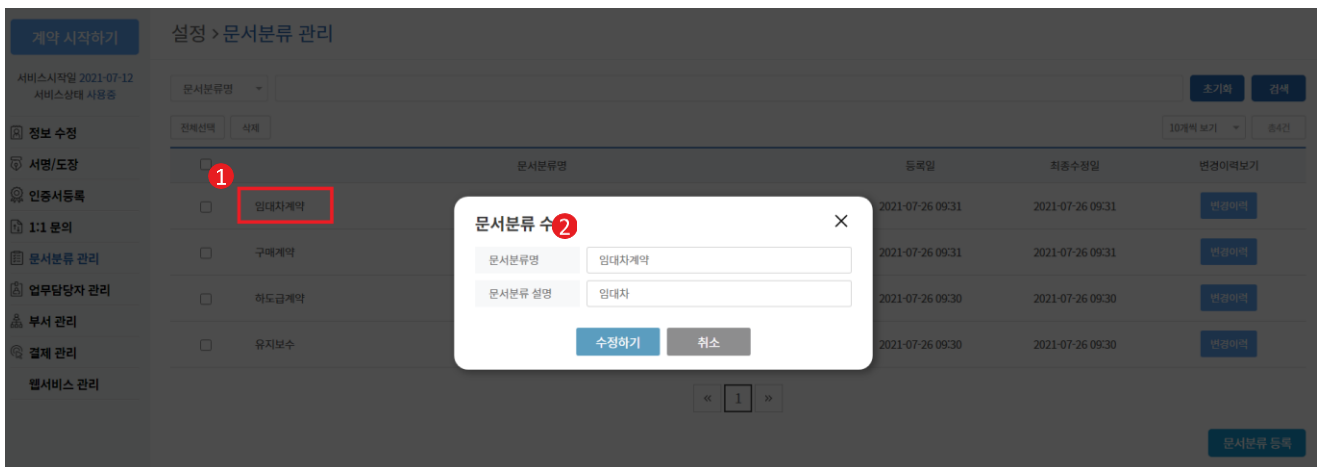 계약 시작하기
서비스시작일 2021-07-12
서비스상태 사용중
정보 수정
서명/도장
인증서등록
1:1 문의
문서분류 관리
업무담당자 관리
부서 관리
결제 관리
웹서비스 관리
설정 > 문서분류 관리
문서분류명 초기화 검색
전체선택 삭제 10개씩 보기 총4건
문서분류명 등록일 최종수정일 변경이력보기
1
임대차계약 2021-07-26 09:31 2021-07-26 09:31 변경이력
구매계약 2021-07-26 09:31 2021-07-26 09:31 변경이력
하도급계약 2021-07-26 09:30 2021-07-26 09:30 변경이력
유지보수 2021-07-26 09:30 2021-07-26 09:30 변경이력
문서분류 수 2 ×
문서분류명 임대차계약
문서분류 설명 임대차
수정하기 취소
« 1 »
문서분류 등록